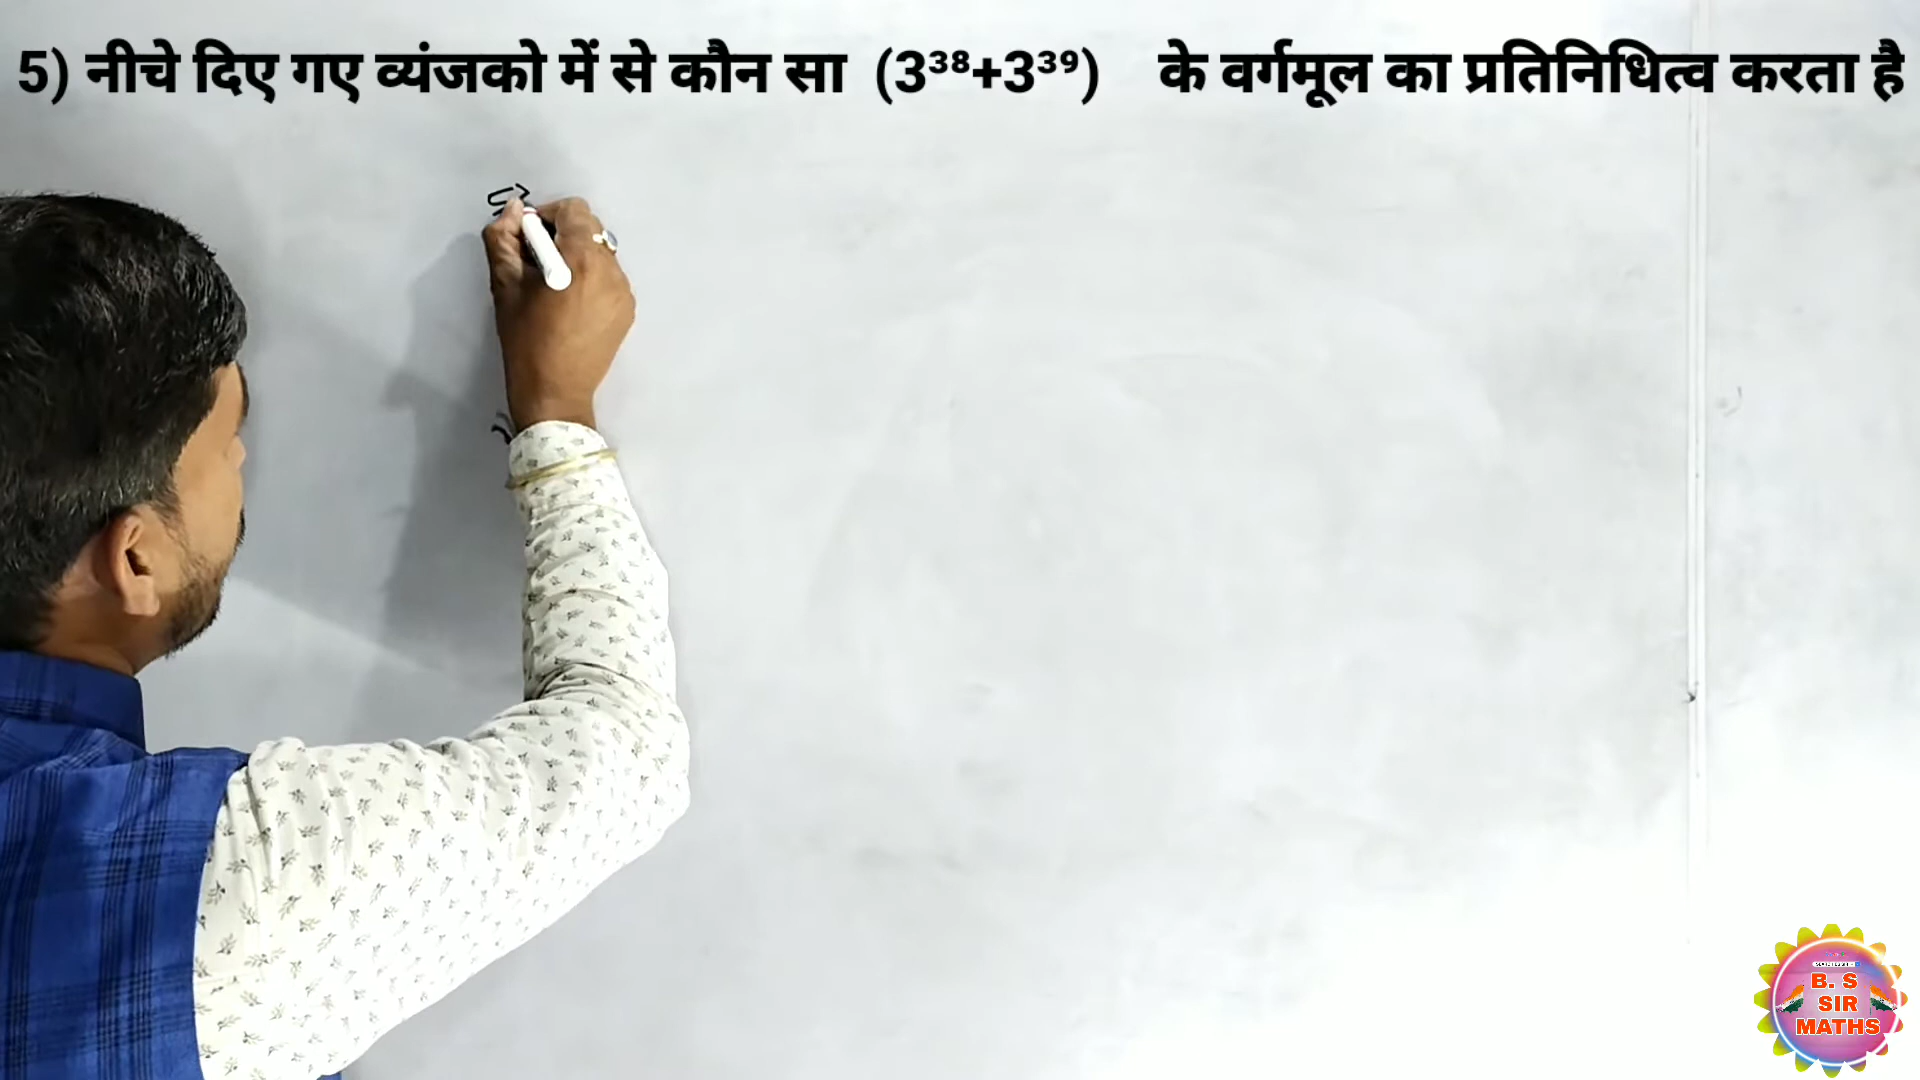 5) नीचे दिए गए व्यंजको में से कौन सा (3³⁸+3³⁹) के वर्गमूल का प्रतिनिधित्व करता है
B. S
SIR
MATHS